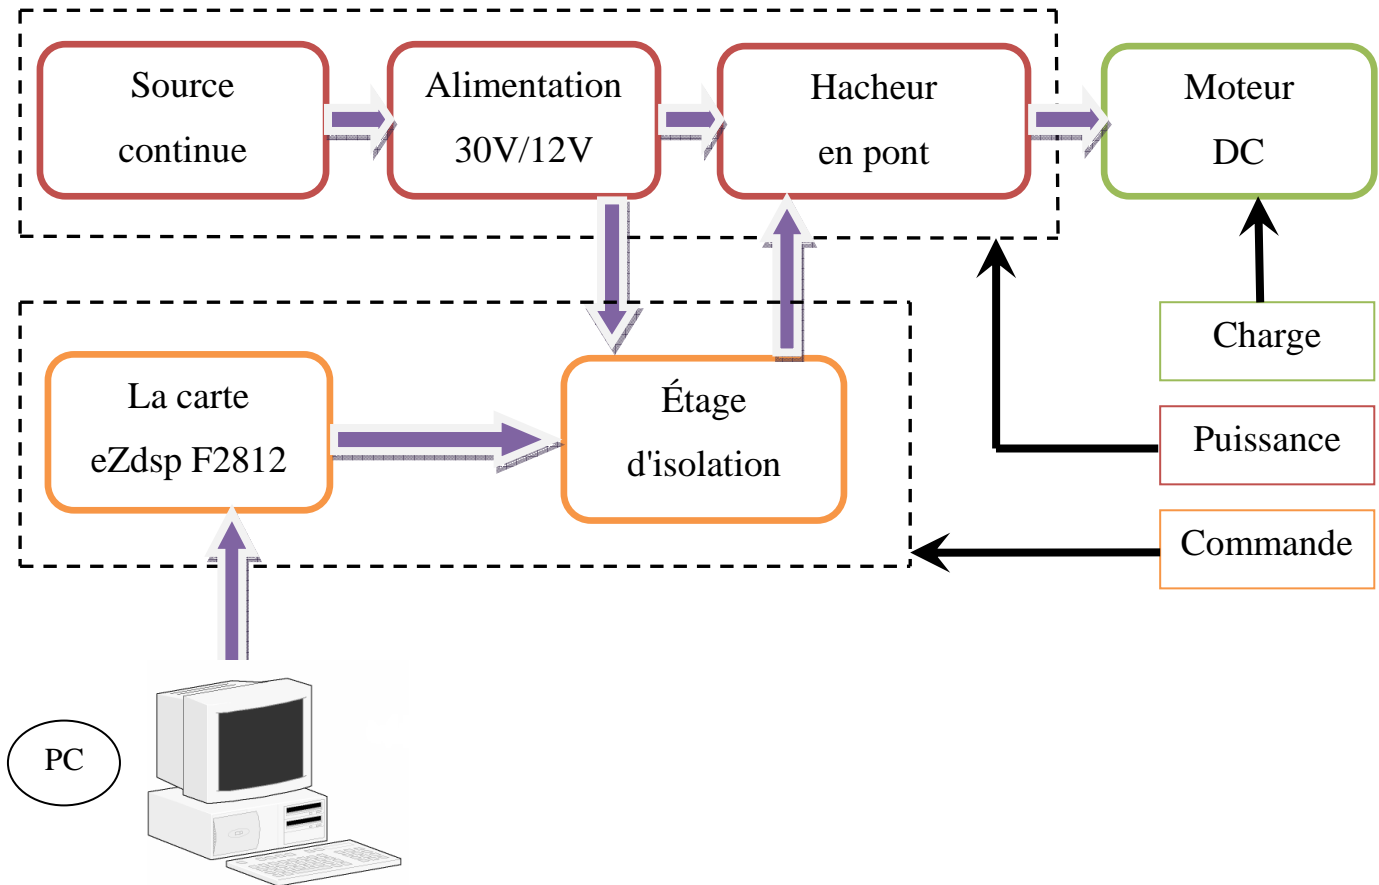 Source
continue
Alimentation
30V/12V
Hacheur
en pont
Moteur
DC
La carte
eZdsp F2812
Étage
d'isolation
Charge
Puissance
Commande
PC